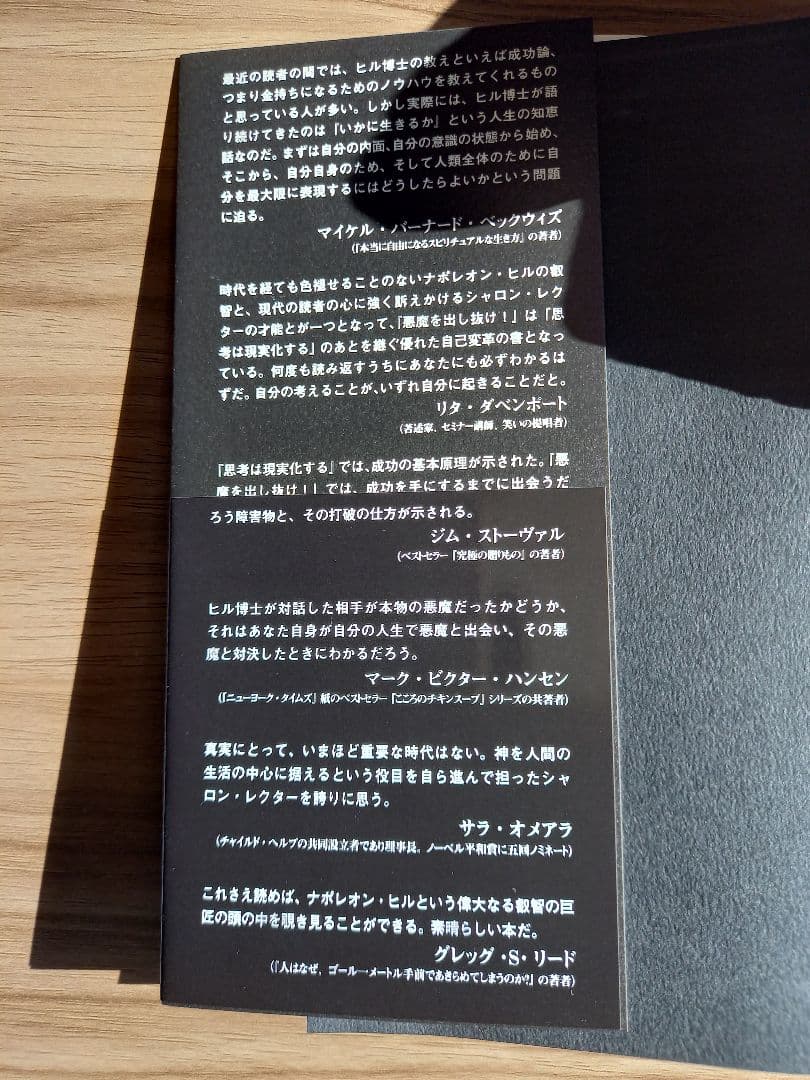 最近の読者の間では、ヒル博士の教えといえば成功論、
つまり金持ちになるためのノウハウを教えてくれるもの
と思っている人が多い。しかし実際には、ヒル博士が語
り続けてきたのは『いかに生きるか』という人生の知恵
話なのだ。まずは自分の内面、自分の意識の状態から始め、
そこから、自分自身のため、そして人類全体のために自
分を最大限に表現するにはどうしたらよいかという問題
に迫る。
マイケル・バーナード・ベックウィズ
(『本当に自由になるスピリチュアルな生き方』の著者)
時代を経ても色褪せることのないナポレオン・ヒルの叡
智と、現代の読者の心に強く訴えかけるシャロン・レク
ターの才能とが一つとなって、『悪魔を出し抜け!』は『思
考は現実化する』のあとを継ぐ優れた自己変革の書となっ
ている。何度も読み返すうちにあなたにも必ずわかるは
ずだ。自分の考えることが、いずれ自分に起きることだと。
リタ・ダベンポート
(著述家、セミナー講師、笑いの提唱者)
『思考は現実化する』では、成功の基本原理が示された。『悪
魔を出し抜け!』では、成功を手にするまでに出会うだ
ろう障害物と、その打破の仕方が示される。
ジム・ストーヴァル
(ベストセラー『究極の贈りもの』の著者)
ヒル博士が対話した相手が本物の悪魔だったかどうか、
それはあなた自身が自分の人生で悪魔と出会い、その悪
魔と対決したときにわかるだろう。
マーク・ビクター・ハンセン
(『ニューヨーク・タイムズ』紙のベストセラー『こころのチキンスープ』シリーズの共著者)
真実にとって、いまほど重要な時代はない。神を人間の
生活の中心に据えるという役目を自ら進んで担ったシャ
ロン・レクターを誇りに思う。
サラ・オメアラ
(チャイルド・ヘルプの共同設立者であり理事長。ノーベル平和賞に五回ノミネート)
これさえ読めば、ナポレオン・ヒルという偉大なる叡智の巨
匠の頭の中を覗き見ることができる。素晴らしい本だ。
グレッグ・S・リード
(『人はなぜ、ゴール一メートル手前であきらめてしまうのか?』の著者)